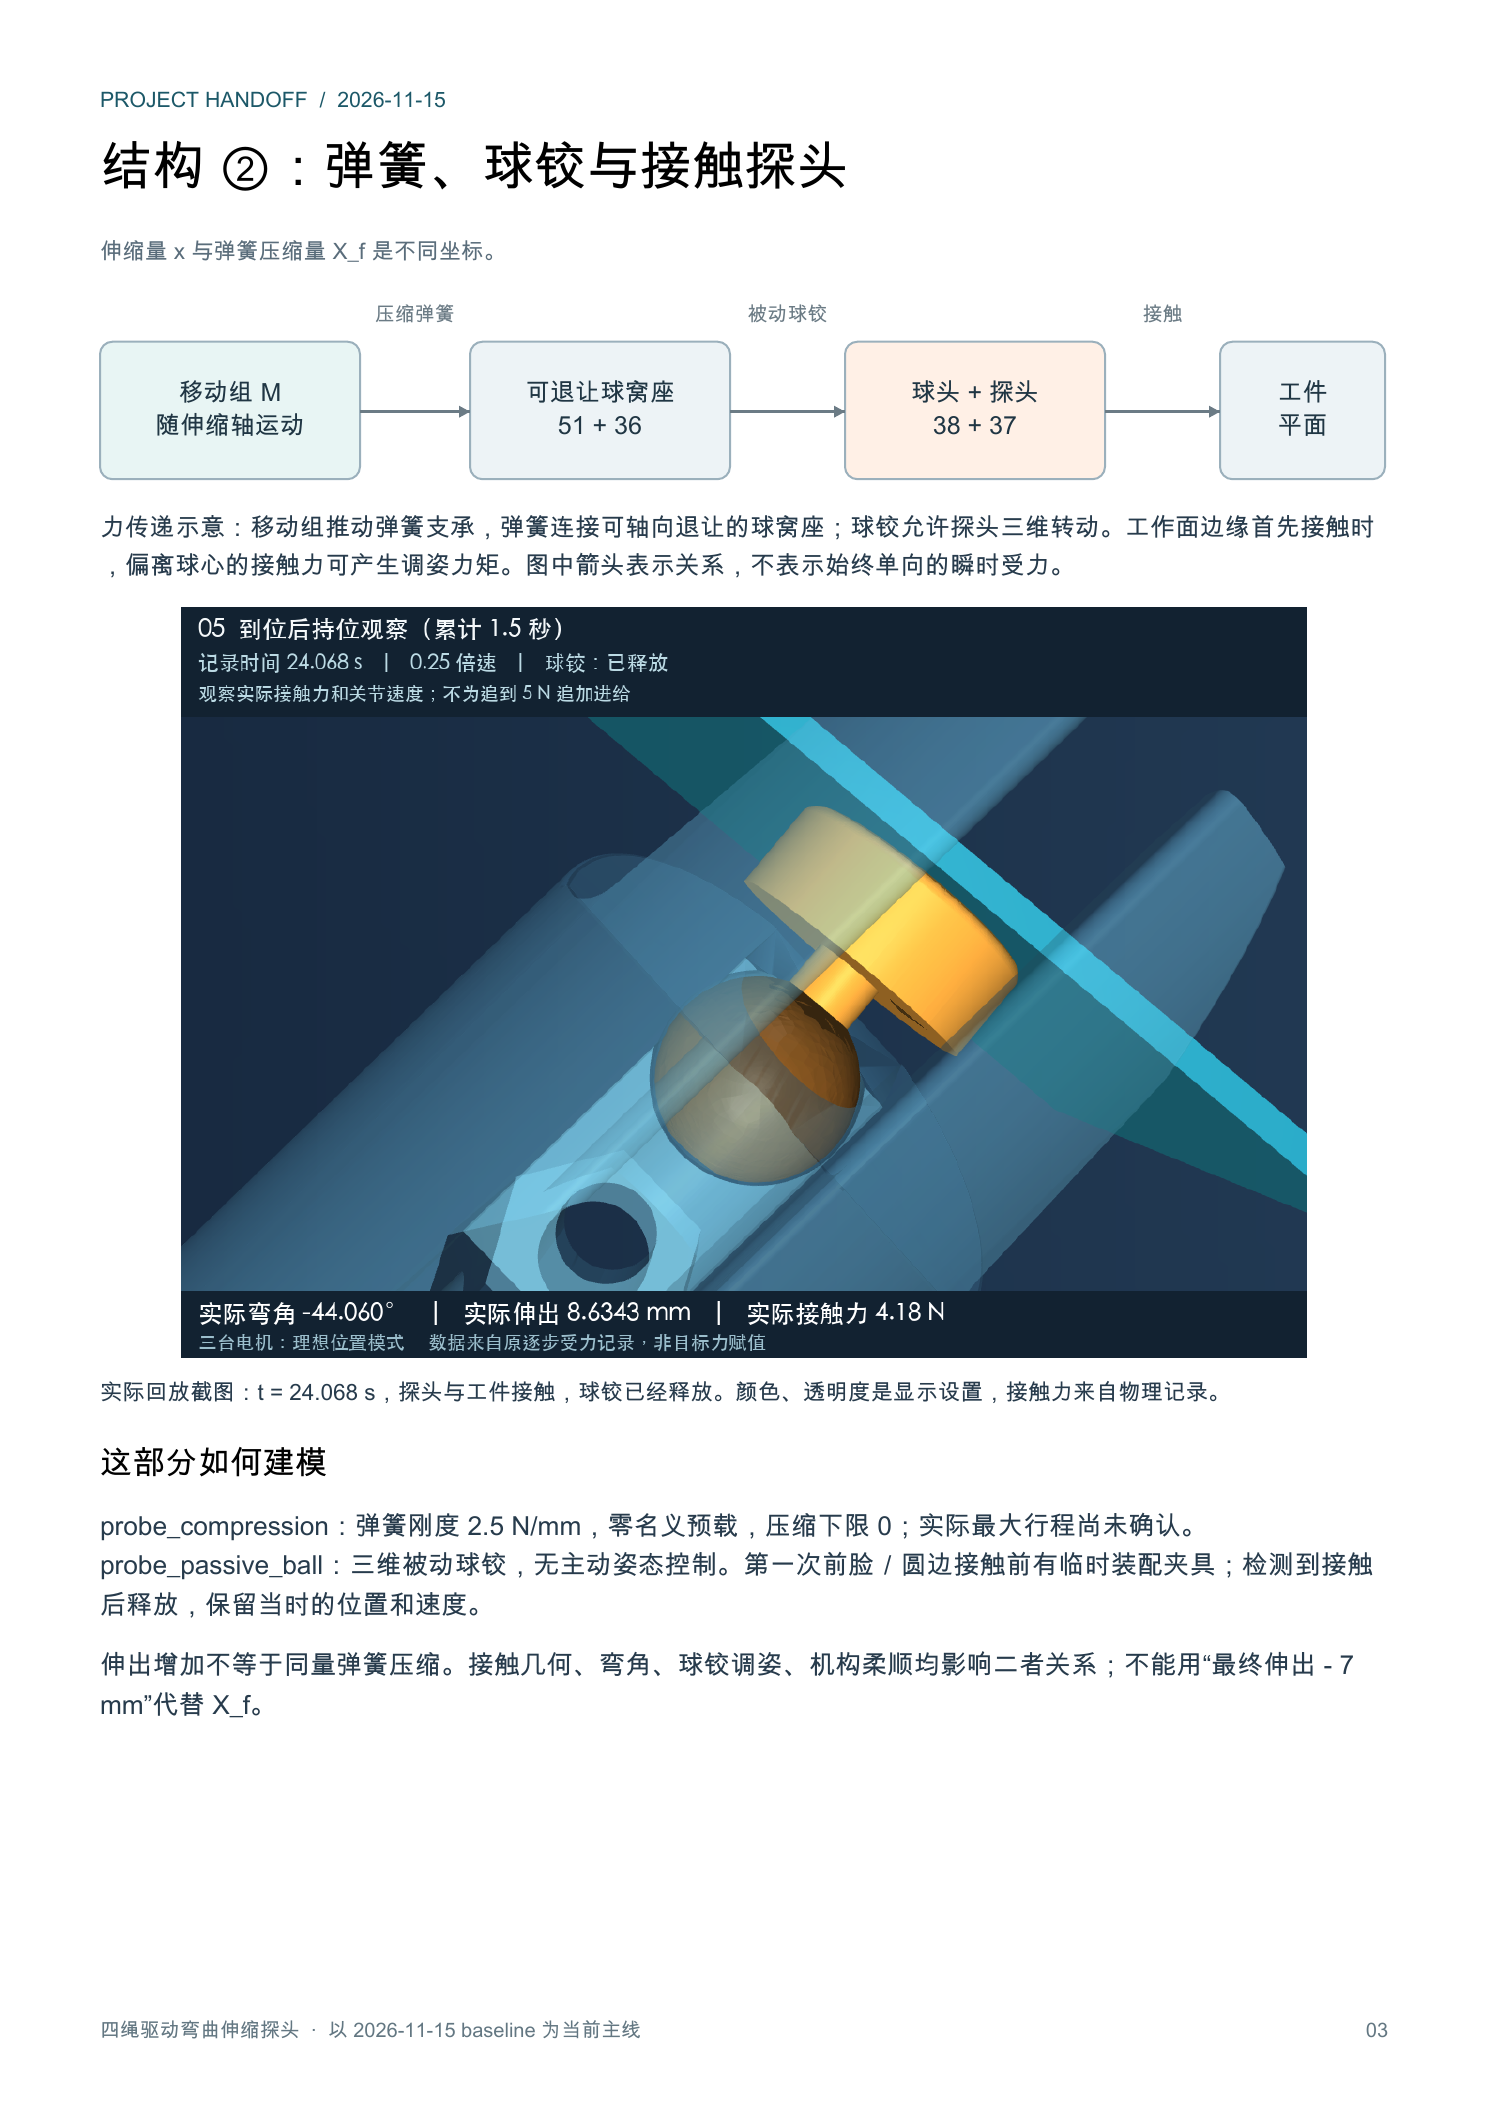 PROJECT HANDOFF / 2026-11-15
结构 ②：弹簧、球铰与接触探头
伸缩量 x 与弹簧压缩量 X_f 是不同坐标。
压缩弹簧
被动球铰
接触
移动组 M
随伸缩轴运动
可退让球窝座
51 + 36
球头 + 探头
38 + 37
工件
平面
力传递示意：移动组推动弹簧支承，弹簧连接可轴向退让的球窝座；球铰允许探头三维转动。工作面边缘首先接触时
，偏离球心的接触力可产生调姿力矩。图中箭头表示关系，不表示始终单向的瞬时受力。
05 到位后持位观察（累计 1.5 秒）
记录时间 24.068 s | 0.25 倍速 | 球铰：已释放
观察实际接触力和关节速度；不为追到 5 N 追加进给
实际弯角 -44.060° | 实际伸出 8.6343 mm | 实际接触力 4.18 N
三台电机：理想位置模式 数据来自原逐步受力记录，非目标力赋值
实际回放截图：t = 24.068 s，探头与工件接触，球铰已经释放。颜色、透明度是显示设置，接触力来自物理记录。
这部分如何建模
probe_compression：弹簧刚度 2.5 N/mm，零名义预载，压缩下限 0；实际最大行程尚未确认。
probe_passive_ball：三维被动球铰，无主动姿态控制。第一次前脸 / 圆边接触前有临时装配夹具；检测到接触
后释放，保留当时的位置和速度。
伸出增加不等于同量弹簧压缩。接触几何、弯角、球铰调姿、机构柔顺均影响二者关系；不能用“最终伸出 - 7
mm”代替 X_f。
四绳驱动弯曲伸缩探头 · 以 2026-11-15 baseline 为当前主线
03